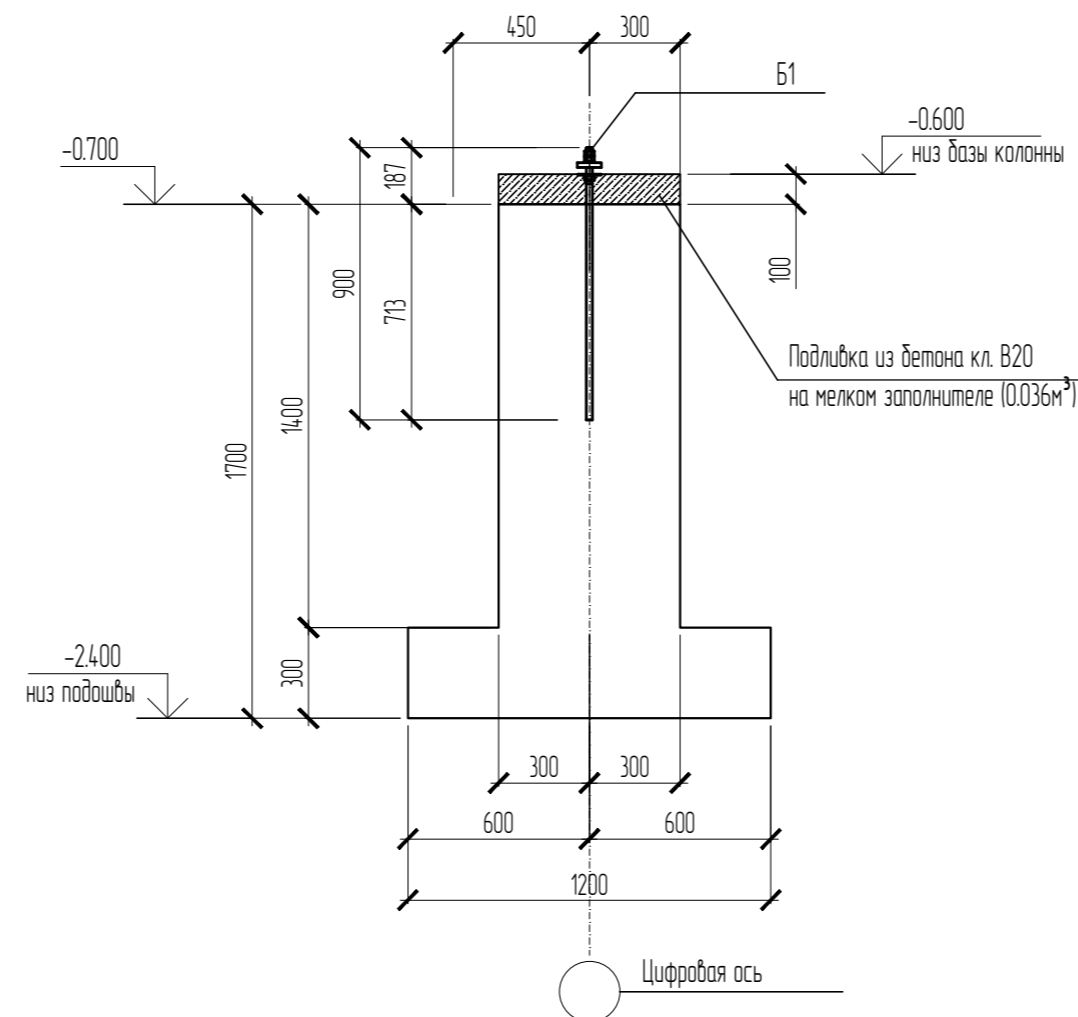 450
300
Б1
-0.700
187
-0.600
низ базы колонны
900
713
100
Подливка из бетона кл. В20
на мелком заполнителе (0.036м³)
1400
1700
-2.400
низ подошвы
300
300
300
600
600
1200
Цифровая ось